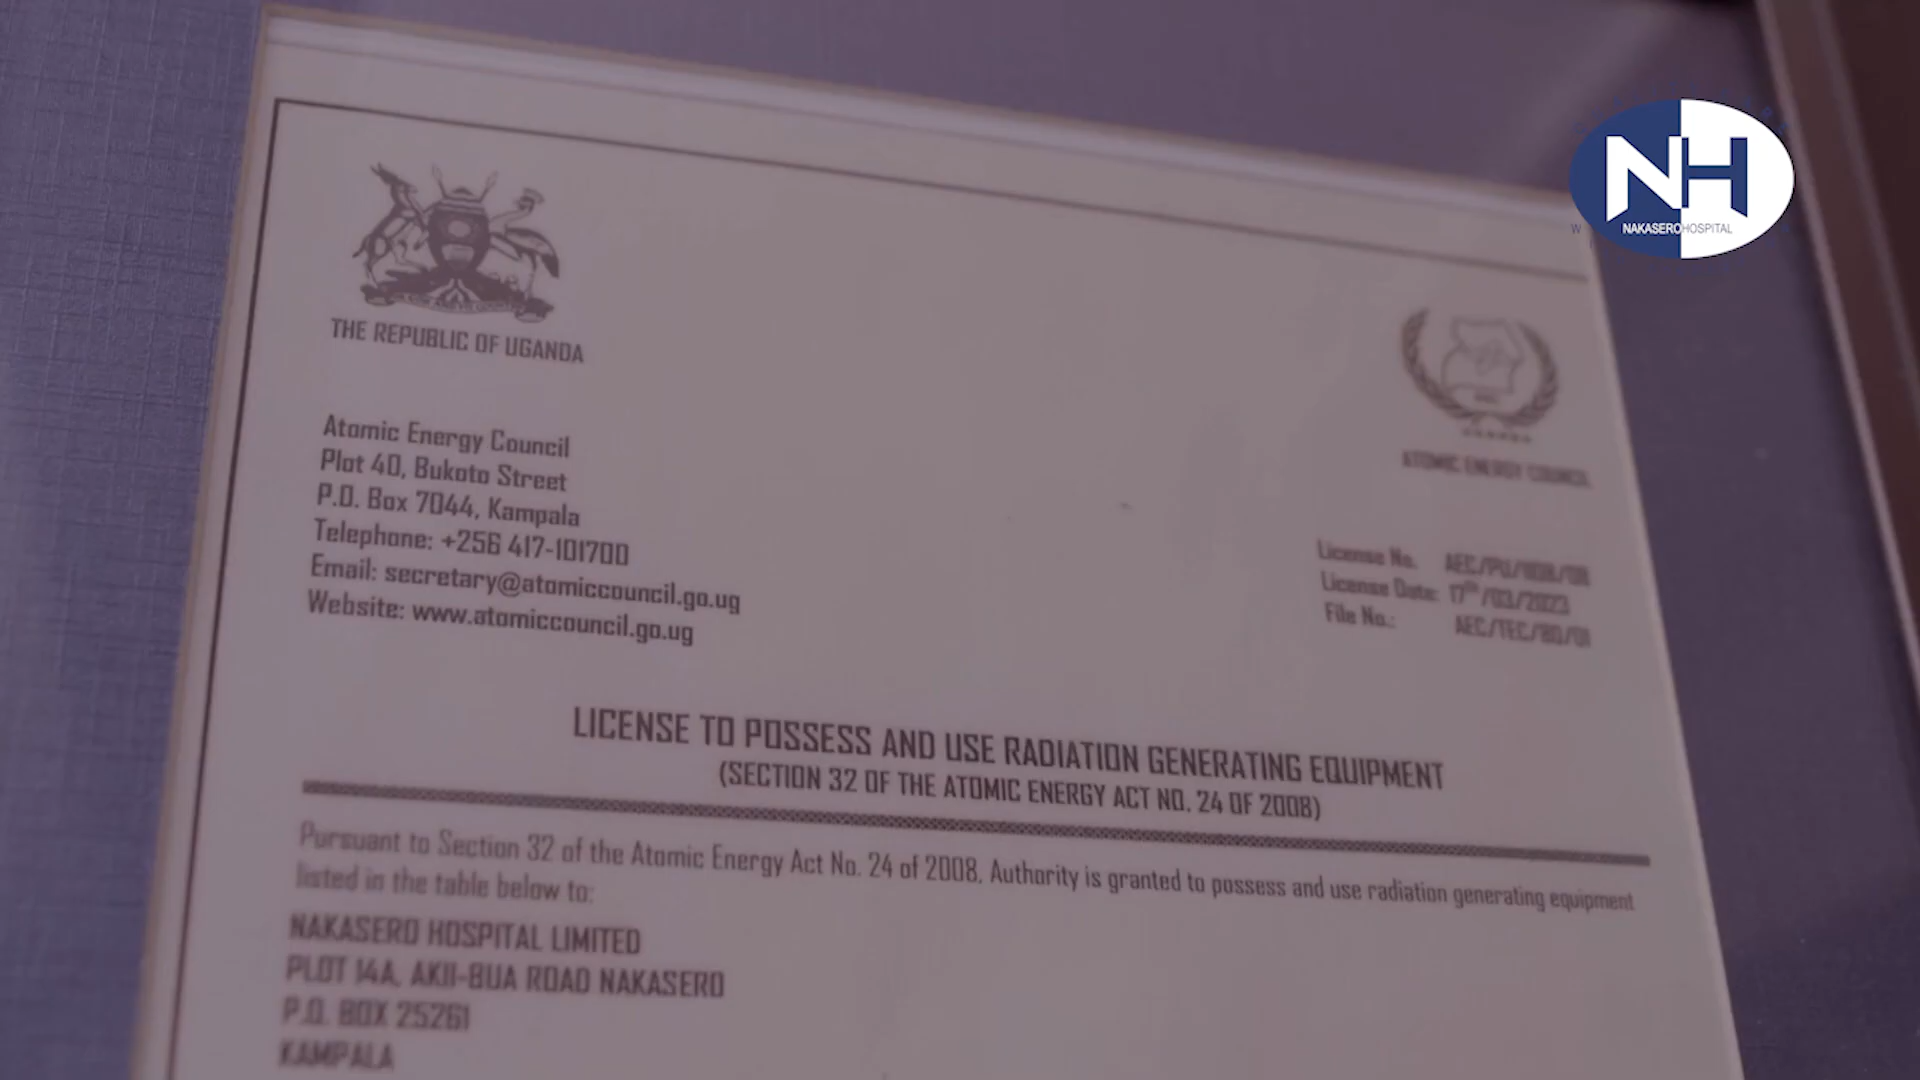 NH
NAKASERO HOSPITAL
THE REPUBLIC OF UGANDA
ATOMIC ENERGY COUNCIL
Atomic Energy Council
Plot 40, Bukoto Street
P.O. Box 7044, Kampala
Telephone: +256 417-101700
Email: secretary@atomiccouncil.go.ug
Website: www.atomiccouncil.go.ug
License No.
License Date: 17th/03/2023
File No.: AEC/TEC/80/01
LICENSE TO POSSESS AND USE RADIATION GENERATING EQUIPMENT
(SECTION 32 OF THE ATOMIC ENERGY ACT NO. 24 OF 2008)
Pursuant to Section 32 of the Atomic Energy Act No. 24 of 2008, Authority is granted to possess and use radiation generating equipment
listed in the table below to:
NAKASERO HOSPITAL LIMITED
PLOT 14A, AKII-BUA ROAD NAKASERO
P.O. BOX 25261
KAMPALA